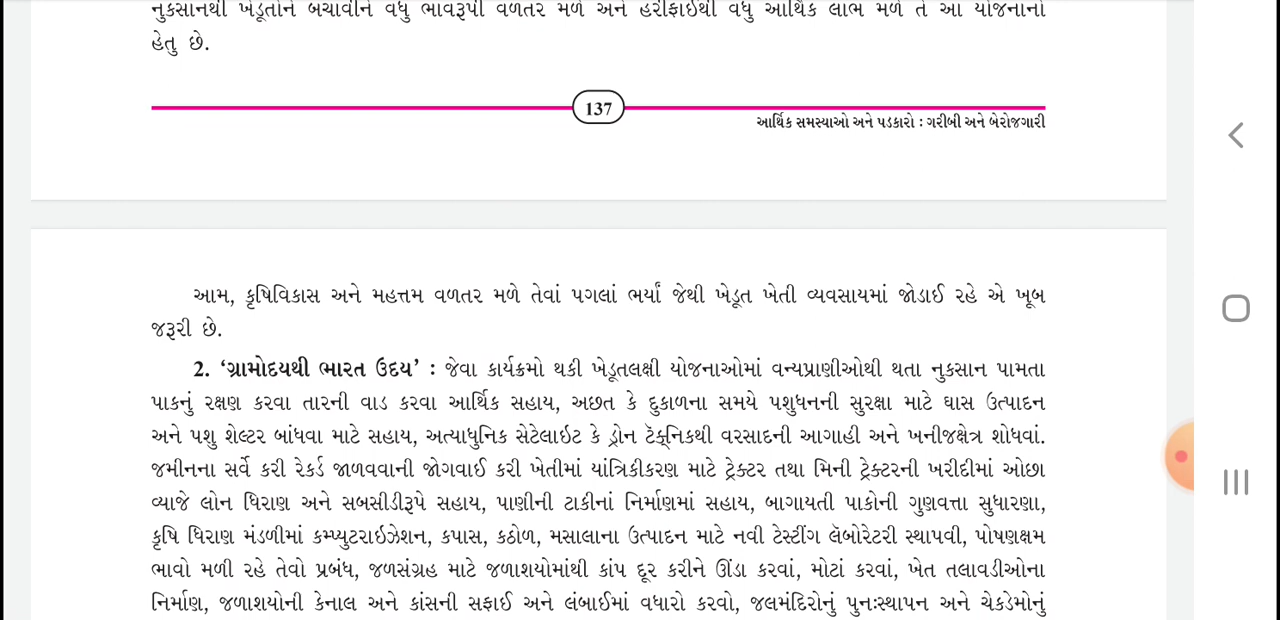 નુકસાનથી ખેડૂતોને બચાવીને વધુ ભાવરૂપી વળતર મળે અને હરીફાઈથી વધુ આર્થિક લાભ મળે તે આ યોજનાનો
હેતુ છે.
137
આર્થિક સમસ્યાઓ અને પડકારો : ગરીબી અને બેરોજગારી
આમ, કૃષિવિકાસ અને મહત્તમ વળતર મળે તેવાં પગલાં ભર્યાં જેથી ખેડૂત ખેતી વ્યવસાયમાં જોડાઈ રહે એ ખૂબ
જરૂરી છે.
2. ‘ગ્રામોદયથી ભારત ઉદય’ : જેવા કાર્યક્રમો થકી ખેડૂતલક્ષી યોજનાઓમાં વન્યપ્રાણીઓથી થતા નુકસાન પામતા
પાકનું રક્ષણ કરવા તારની વાડ કરવા આર્થિક સહાય, અછત કે દુકાળના સમયે પશુધનની સુરક્ષા માટે ઘાસ ઉત્પાદન
અને પશુ શેલ્ટર બાંધવા માટે સહાય, અત્યાધુનિક સેટેલાઇટ કે ડ્રોન ટૅક્નિકથી વરસાદની આગાહી અને ખનીજક્ષેત્ર શોધવાં.
જમીનના સર્વે કરી રેકર્ડ જાળવવાની જોગવાઈ કરી ખેતીમાં યાંત્રિકીકરણ માટે ટ્રેક્ટર તથા મિની ટ્રેક્ટરની ખરીદીમાં ઓછા
વ્યાજે લોન ધિરાણ અને સબસીડીરૂપે સહાય, પાણીની ટાકીનાં નિર્માણમાં સહાય, બાગાયતી પાકોની ગુણવત્તા સુધારણા,
કૃષિ ધિરાણ મંડળીમાં કમ્પ્યુટરાઇઝેશન, કપાસ, કઠોળ, મસાલાના ઉત્પાદન માટે નવી ટેસ્ટીંગ લૅબોરેટરી સ્થાપવી, પોષણક્ષમ
ભાવો મળી રહે તેવો પ્રબંધ, જળસંગ્રહ માટે જળાશયોમાંથી કાંપ દૂર કરીને ઊંડા કરવાં, મોટાં કરવાં, ખેત તલાવડીઓના
નિર્માણ, જળાશયોની કેનાલ અને કાંસની સફાઈ અને લંબાઈમાં વધારો કરવો, જલમંદિરોનું પુનઃસ્થાપન અને ચેકડેમોનું